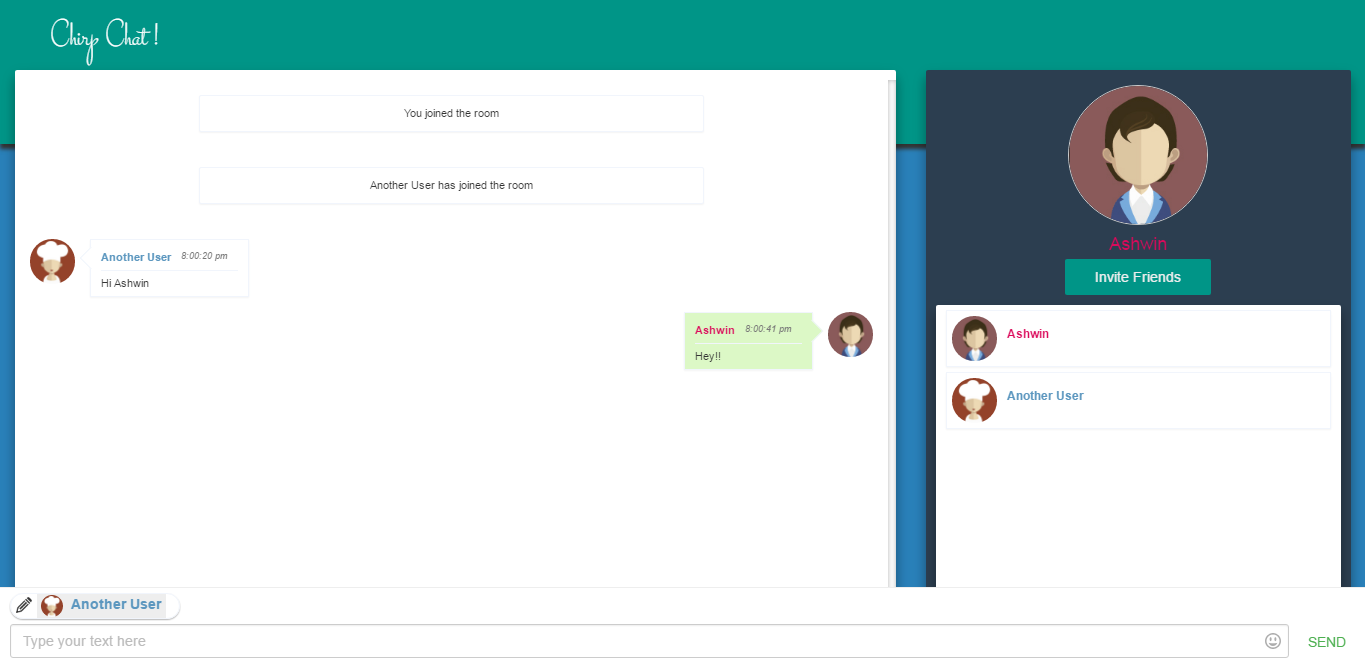 Chirp Chat !
You joined the room
Another User has joined the room
Another User 8:00:20 pm
Hi Ashwin
Ashwin 8:00:41 pm
Hey!!
Ashwin
Invite Friends
Ashwin
Another User
Another User
Type your text here
SEND